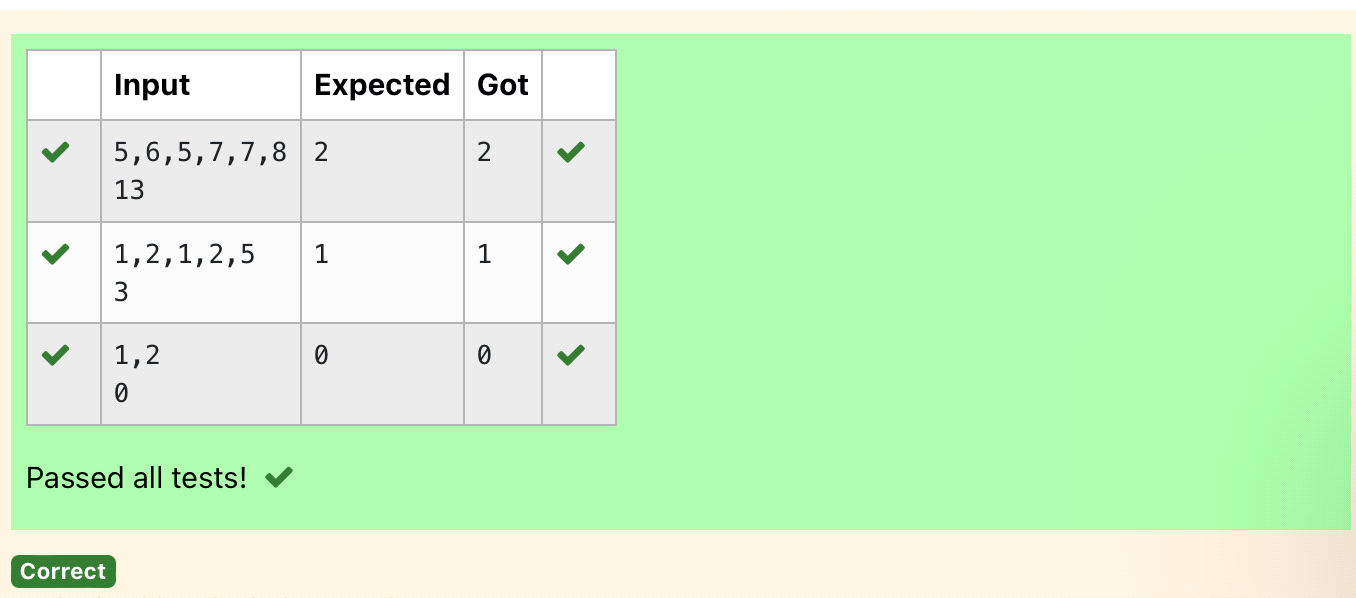 Input Expected Got
5,6,5,7,7,8 2 2
13
1,2,1,2,5 1 1
3
1,2 0 0
0
Passed all tests!
Correct